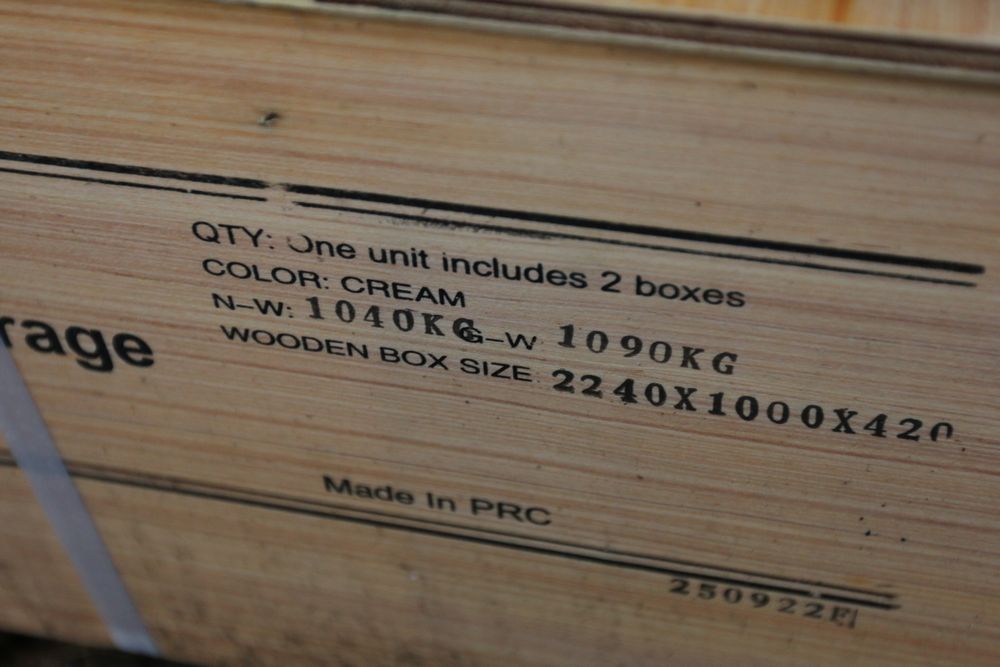 QTY: One unit includes 2 boxes
COLOR: CREAM
N-W: 1040KG G-W 1090KG
WOODEN BOX SIZE 2240X1000X420
rage
Made In PRC
250922E